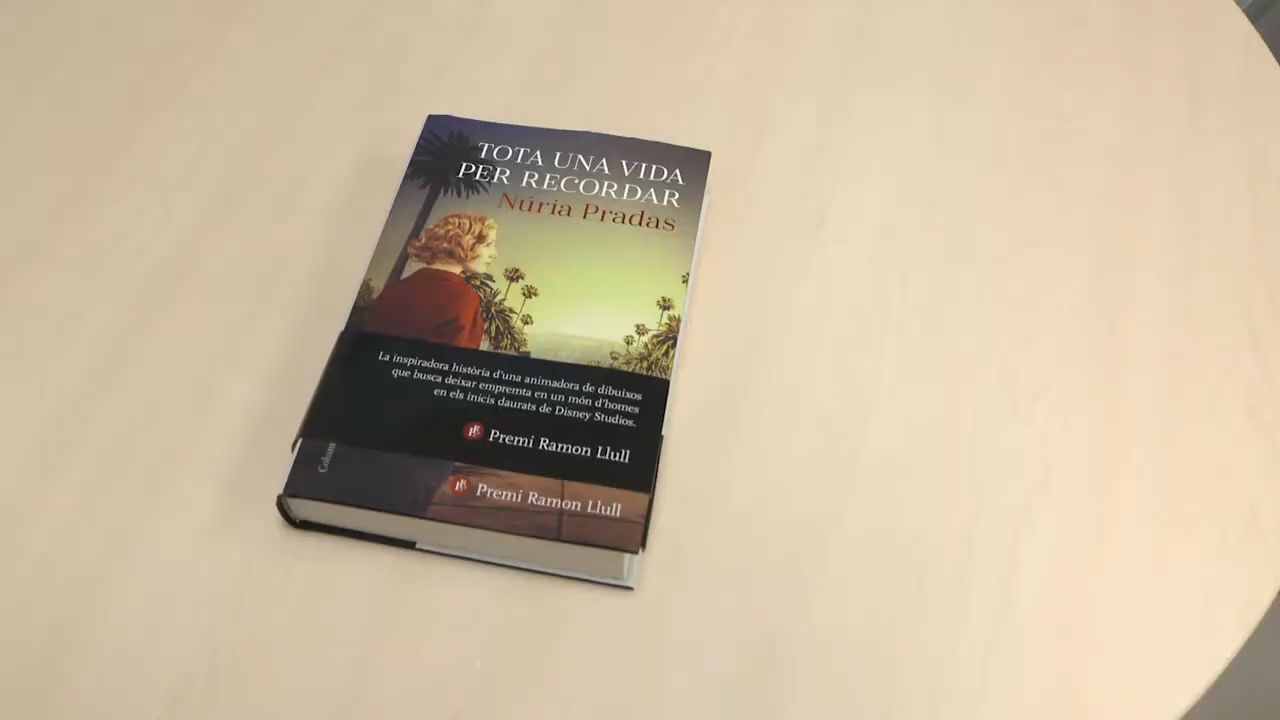 TOTA UNA VIDA
PER RECORDAR
Núria Pradas
La inspiradora història d'una animadora de dibuixos
que busca deixar empremta en un món d'homes
en els inicis daurats de Disney Studios.
Premi Ramon Llull
Colum
Premi Ramon Llull